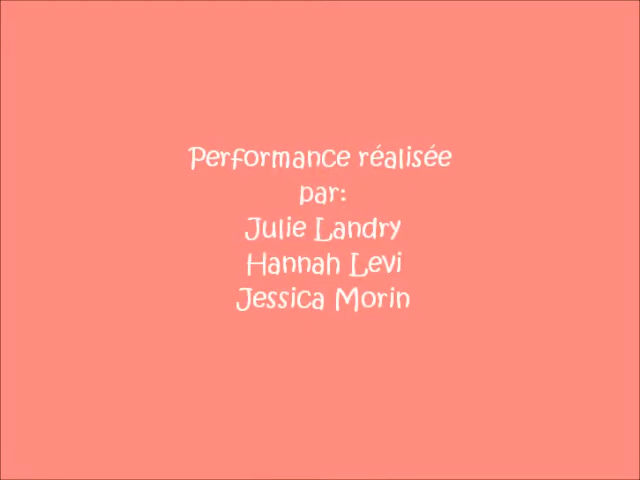 Performance réalisée
par:
Julie Landry
Hannah Levi
Jessica Morin